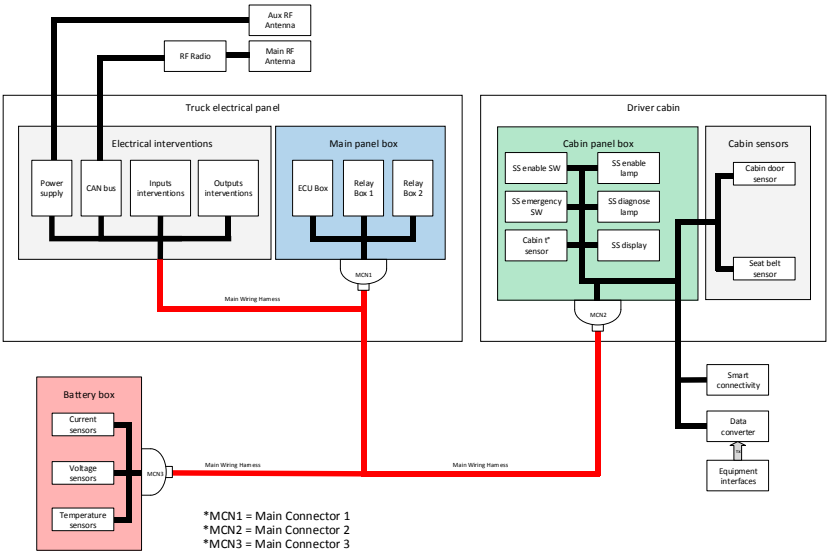 Aux RF
Antenna
RF Radio
Main RF
Antenna
Truck electrical panel
Driver cabin
Electrical interventions
Main panel box
Cabin panel box
Cabin sensors
Power
supply
CAN bus
Inputs
interventions
Outputs
interventions
ECU Box
Relay
Box 1
Relay
Box 2
SS enable SW
SS enable
lamp
SS emergency
SW
SS diagnose
lamp
Cabin t°
sensor
SS display
Cabin door
sensor
Seat belt
sensor
MCN1
Main Wiring Harness
MCN2
Smart
connectivity
Data
converter
Equipment
interfaces
Battery box
Current
sensors
Voltage
sensors
Temperature
sensors
MCN3
Main Wiring Harness
Main Wiring Harness
*MCN1 = Main Connector 1
*MCN2 = Main Connector 2
*MCN3 = Main Connector 3